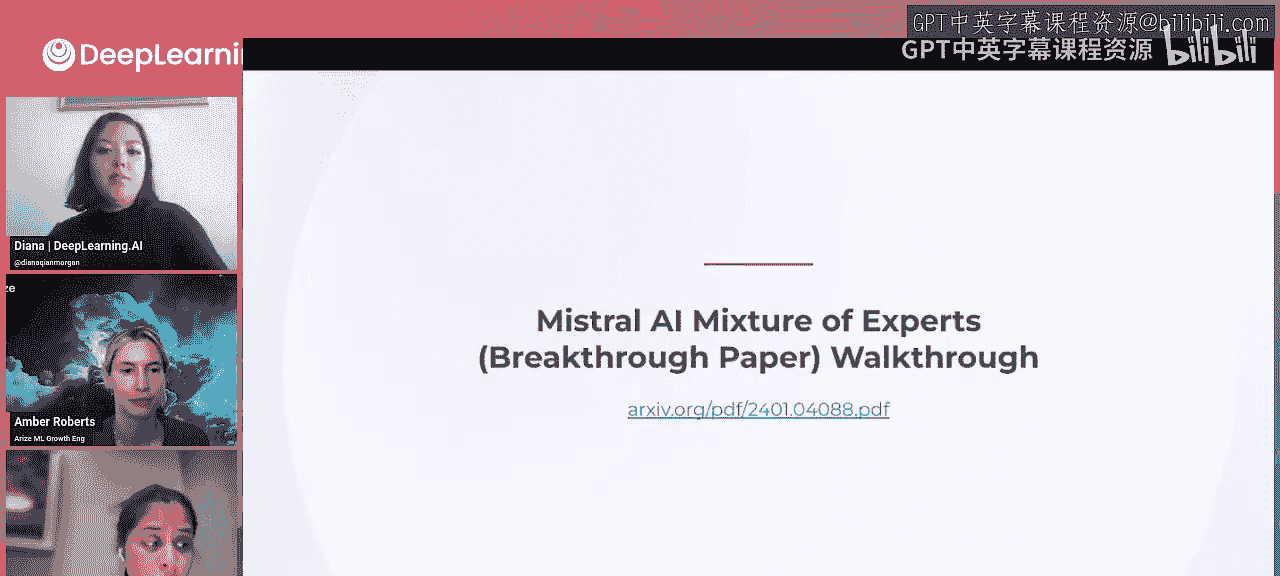 GPT中英字幕课程资源@bilibili.com
GPT中英字幕课程资源 bilibili
DeepLearni
Diana | DeepLearning.AI
@dianaqianmorgan
ze
Amber Roberts
Arize ML Growth Eng
Mistral AI Mixture of Experts
(Breakthrough Paper) Walkthrough
arxiv.org/pdf/2401.04088.pdf